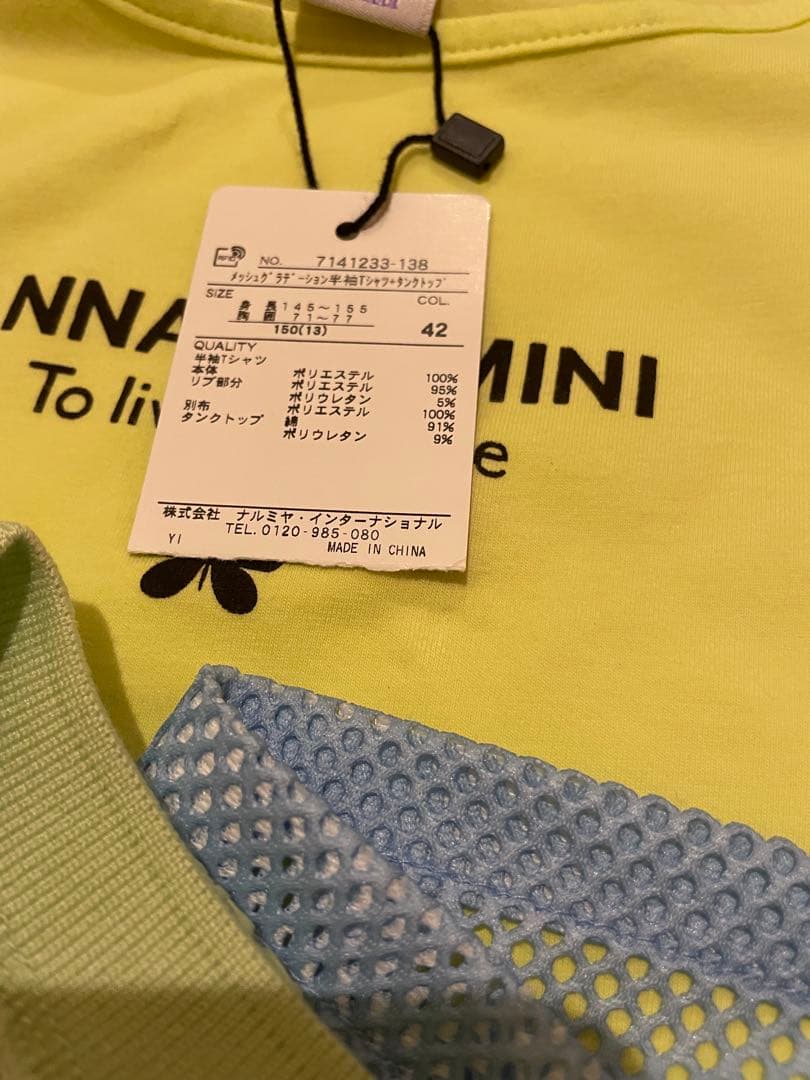 RFID
NO. 7141233-138
メッシュグラデーション半袖Tシャツ+タンクトップ
SIZE
COL.
身 長 145～155
胸 囲 71～77
150(13)
42
QUALITY
半袖Tシャツ
本体 ポリエステル 100%
リブ部分 ポリエステル 95%
ポリウレタン 5%
別布 ポリエステル 100%
タンクトップ 綿 91%
ポリウレタン 9%
株式会社 ナルミヤ・インターナショナル
TEL.0120-985-080
YI
MADE IN CHINA
NNA MINI
To li e